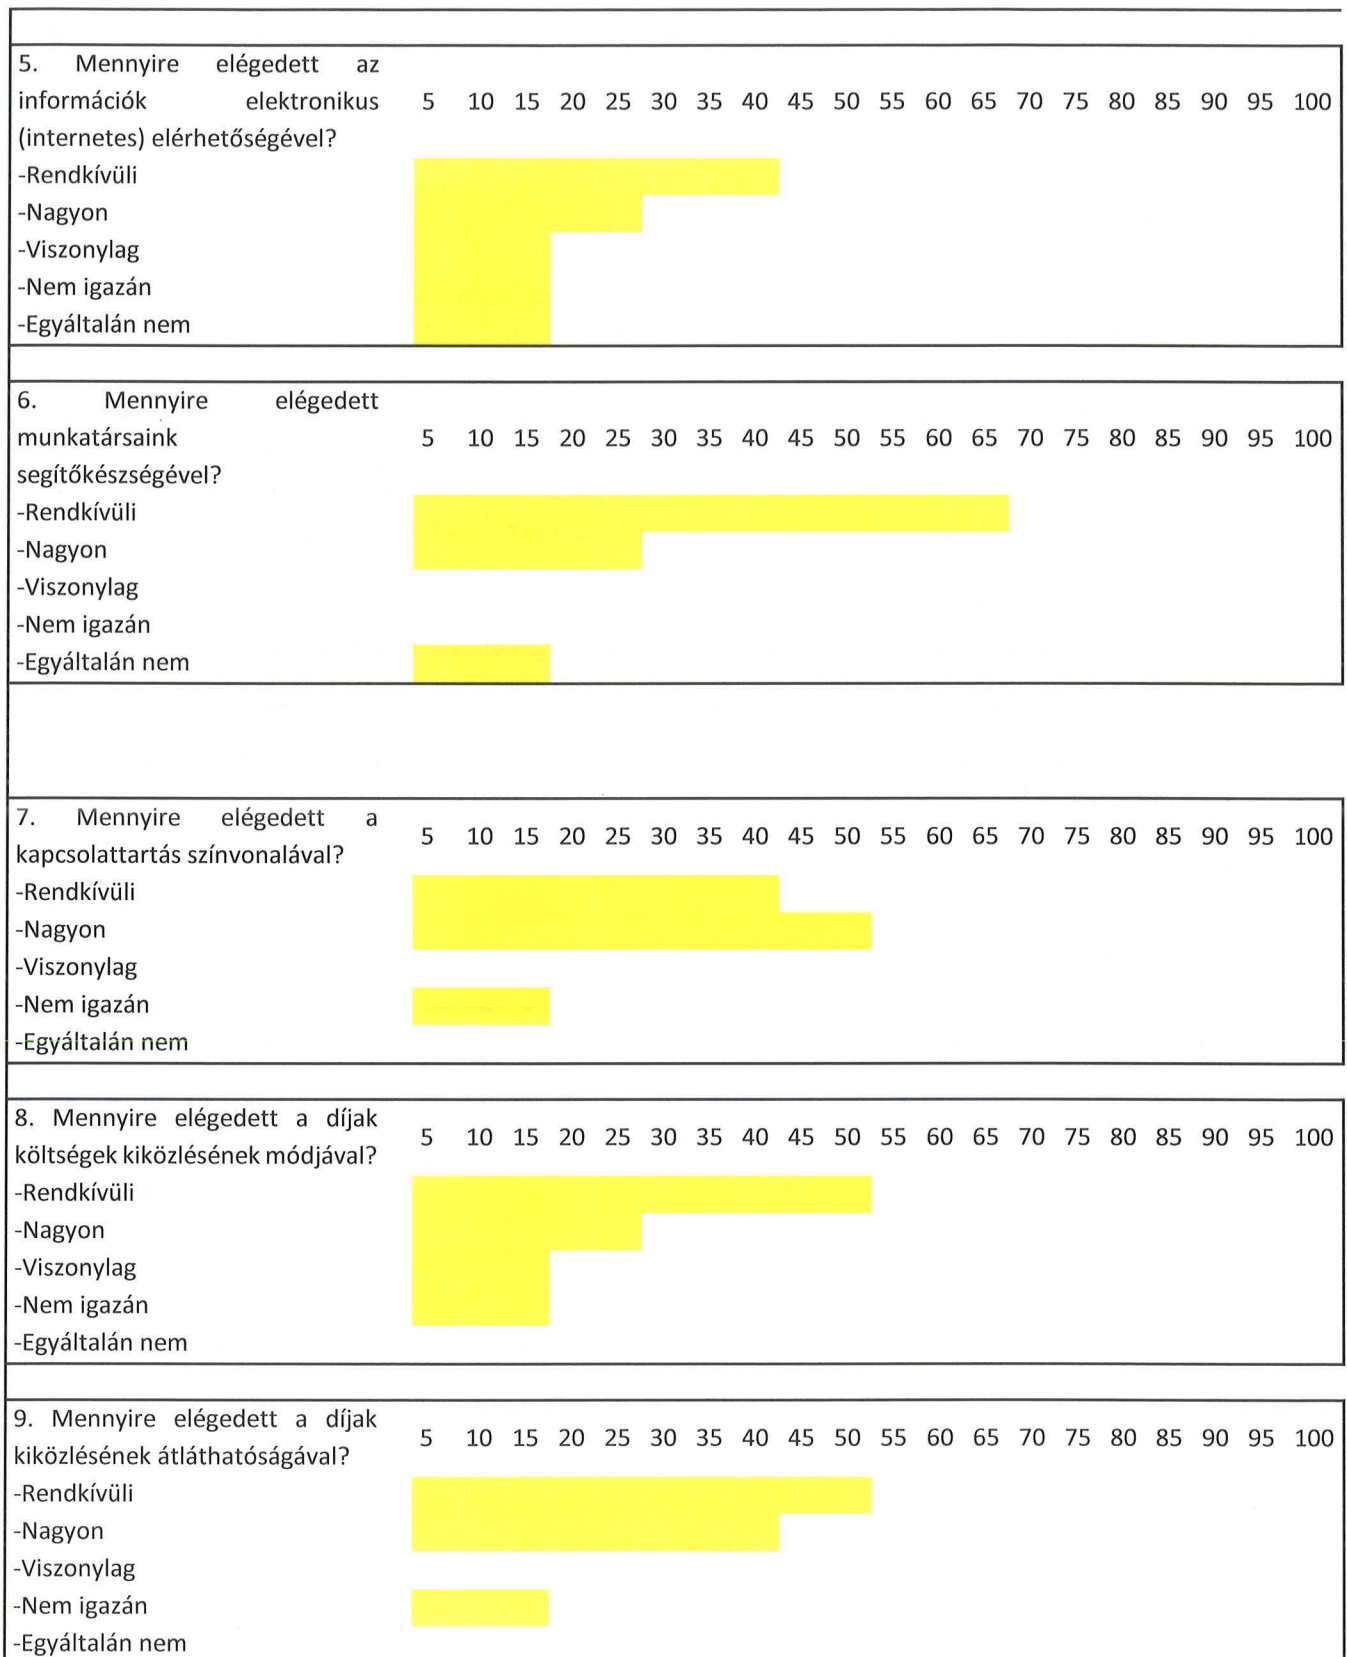 5. Mennyire elégedett az
információk elektronikus 5 10 15 20 25 30 35 40 45 50 55 60 65 70 75 80 85 90 95 100
(internetes) elérhetőségével?
-Rendkívüli
-Nagyon
-Viszonylag
-Nem igazán
-Egyáltalán nem
6. Mennyire elégedett
munkatársaink 5 10 15 20 25 30 35 40 45 50 55 60 65 70 75 80 85 90 95 100
segítőkészségével?
-Rendkívüli
-Nagyon
-Viszonylag
-Nem igazán
-Egyáltalán nem
7. Mennyire elégedett a
kapcsolattartás színvonalával?
5 10 15 20 25 30 35 40 45 50 55 60 65 70 75 80 85 90 95 100
-Rendkívüli
-Nagyon
-Viszonylag
-Nem igazán
-Egyáltalán nem
8. Mennyire elégedett a díjak
költségek kiközlésének módjával?
5 10 15 20 25 30 35 40 45 50 55 60 65 70 75 80 85 90 95 100
-Rendkívüli
-Nagyon
-Viszonylag
-Nem igazán
-Egyáltalán nem
9. Mennyire elégedett a díjak
kiközlésének átláthatóságával?
5 10 15 20 25 30 35 40 45 50 55 60 65 70 75 80 85 90 95 100
-Rendkívüli
-Nagyon
-Viszonylag
-Nem igazán
-Egyáltalán nem